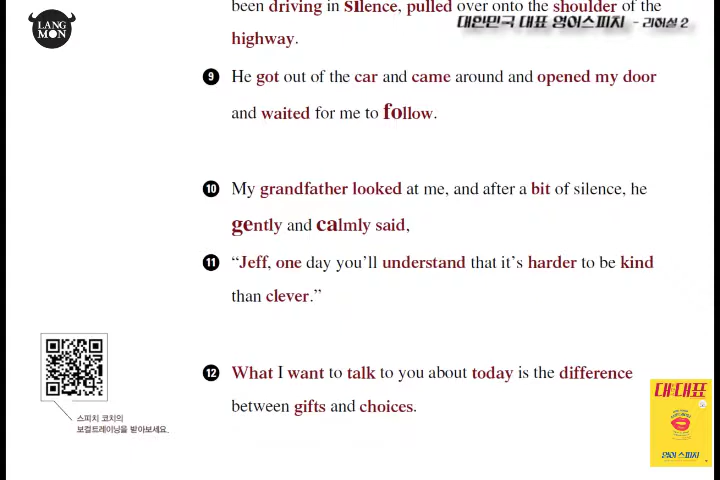 been driving in SIlence, pulled over onto the shoulder of the
LANG
MON
대한민국 대표 영어스피치 - 리허설 2
highway.
9 He got out of the car and came around and opened my door
and waited for me to follow.
10 My grandfather looked at me, and after a bit of silence, he
gently and calmly said,
11 “Jeff, one day you’ll understand that it’s harder to be kind
than clever.”
12 What I want to talk to you about today is the difference
between gifts and choices.
스피치 코치의
보컬트레이닝을 받아보세요.
대대표
영어 스피치